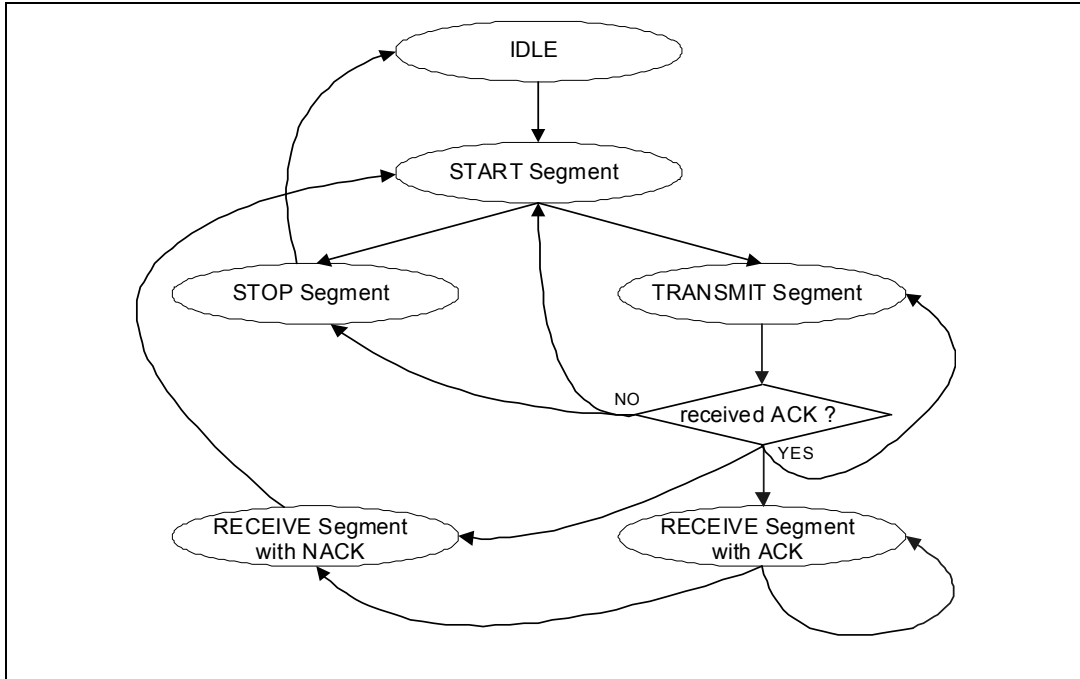 IDLE
START Segment
STOP Segment
TRANSMIT Segment
NO
received ACK ?
YES
RECEIVE Segment
with NACK
RECEIVE Segment
with ACK